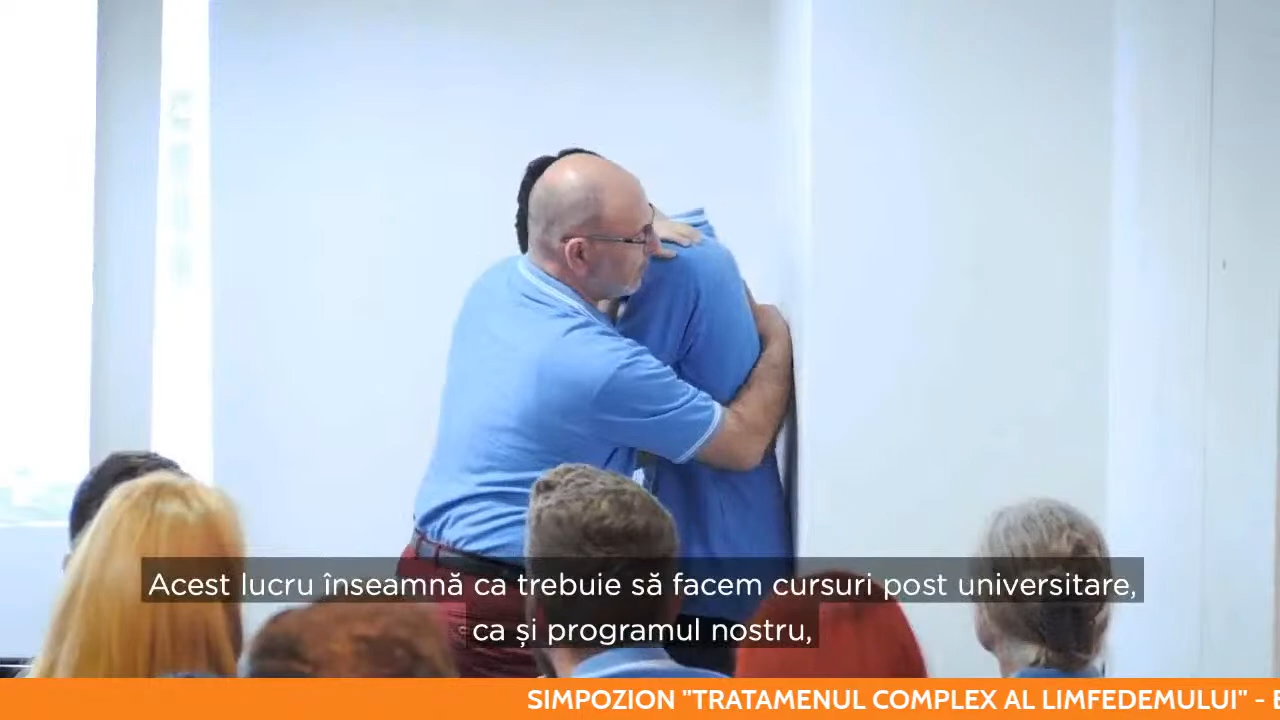 Acest lucru înseamnă ca trebuie să facem cursuri post universitare,
ca și programul nostru,
SIMPOZION "TRATAMENUL COMPLEX AL LIMFEDEMULUI" -